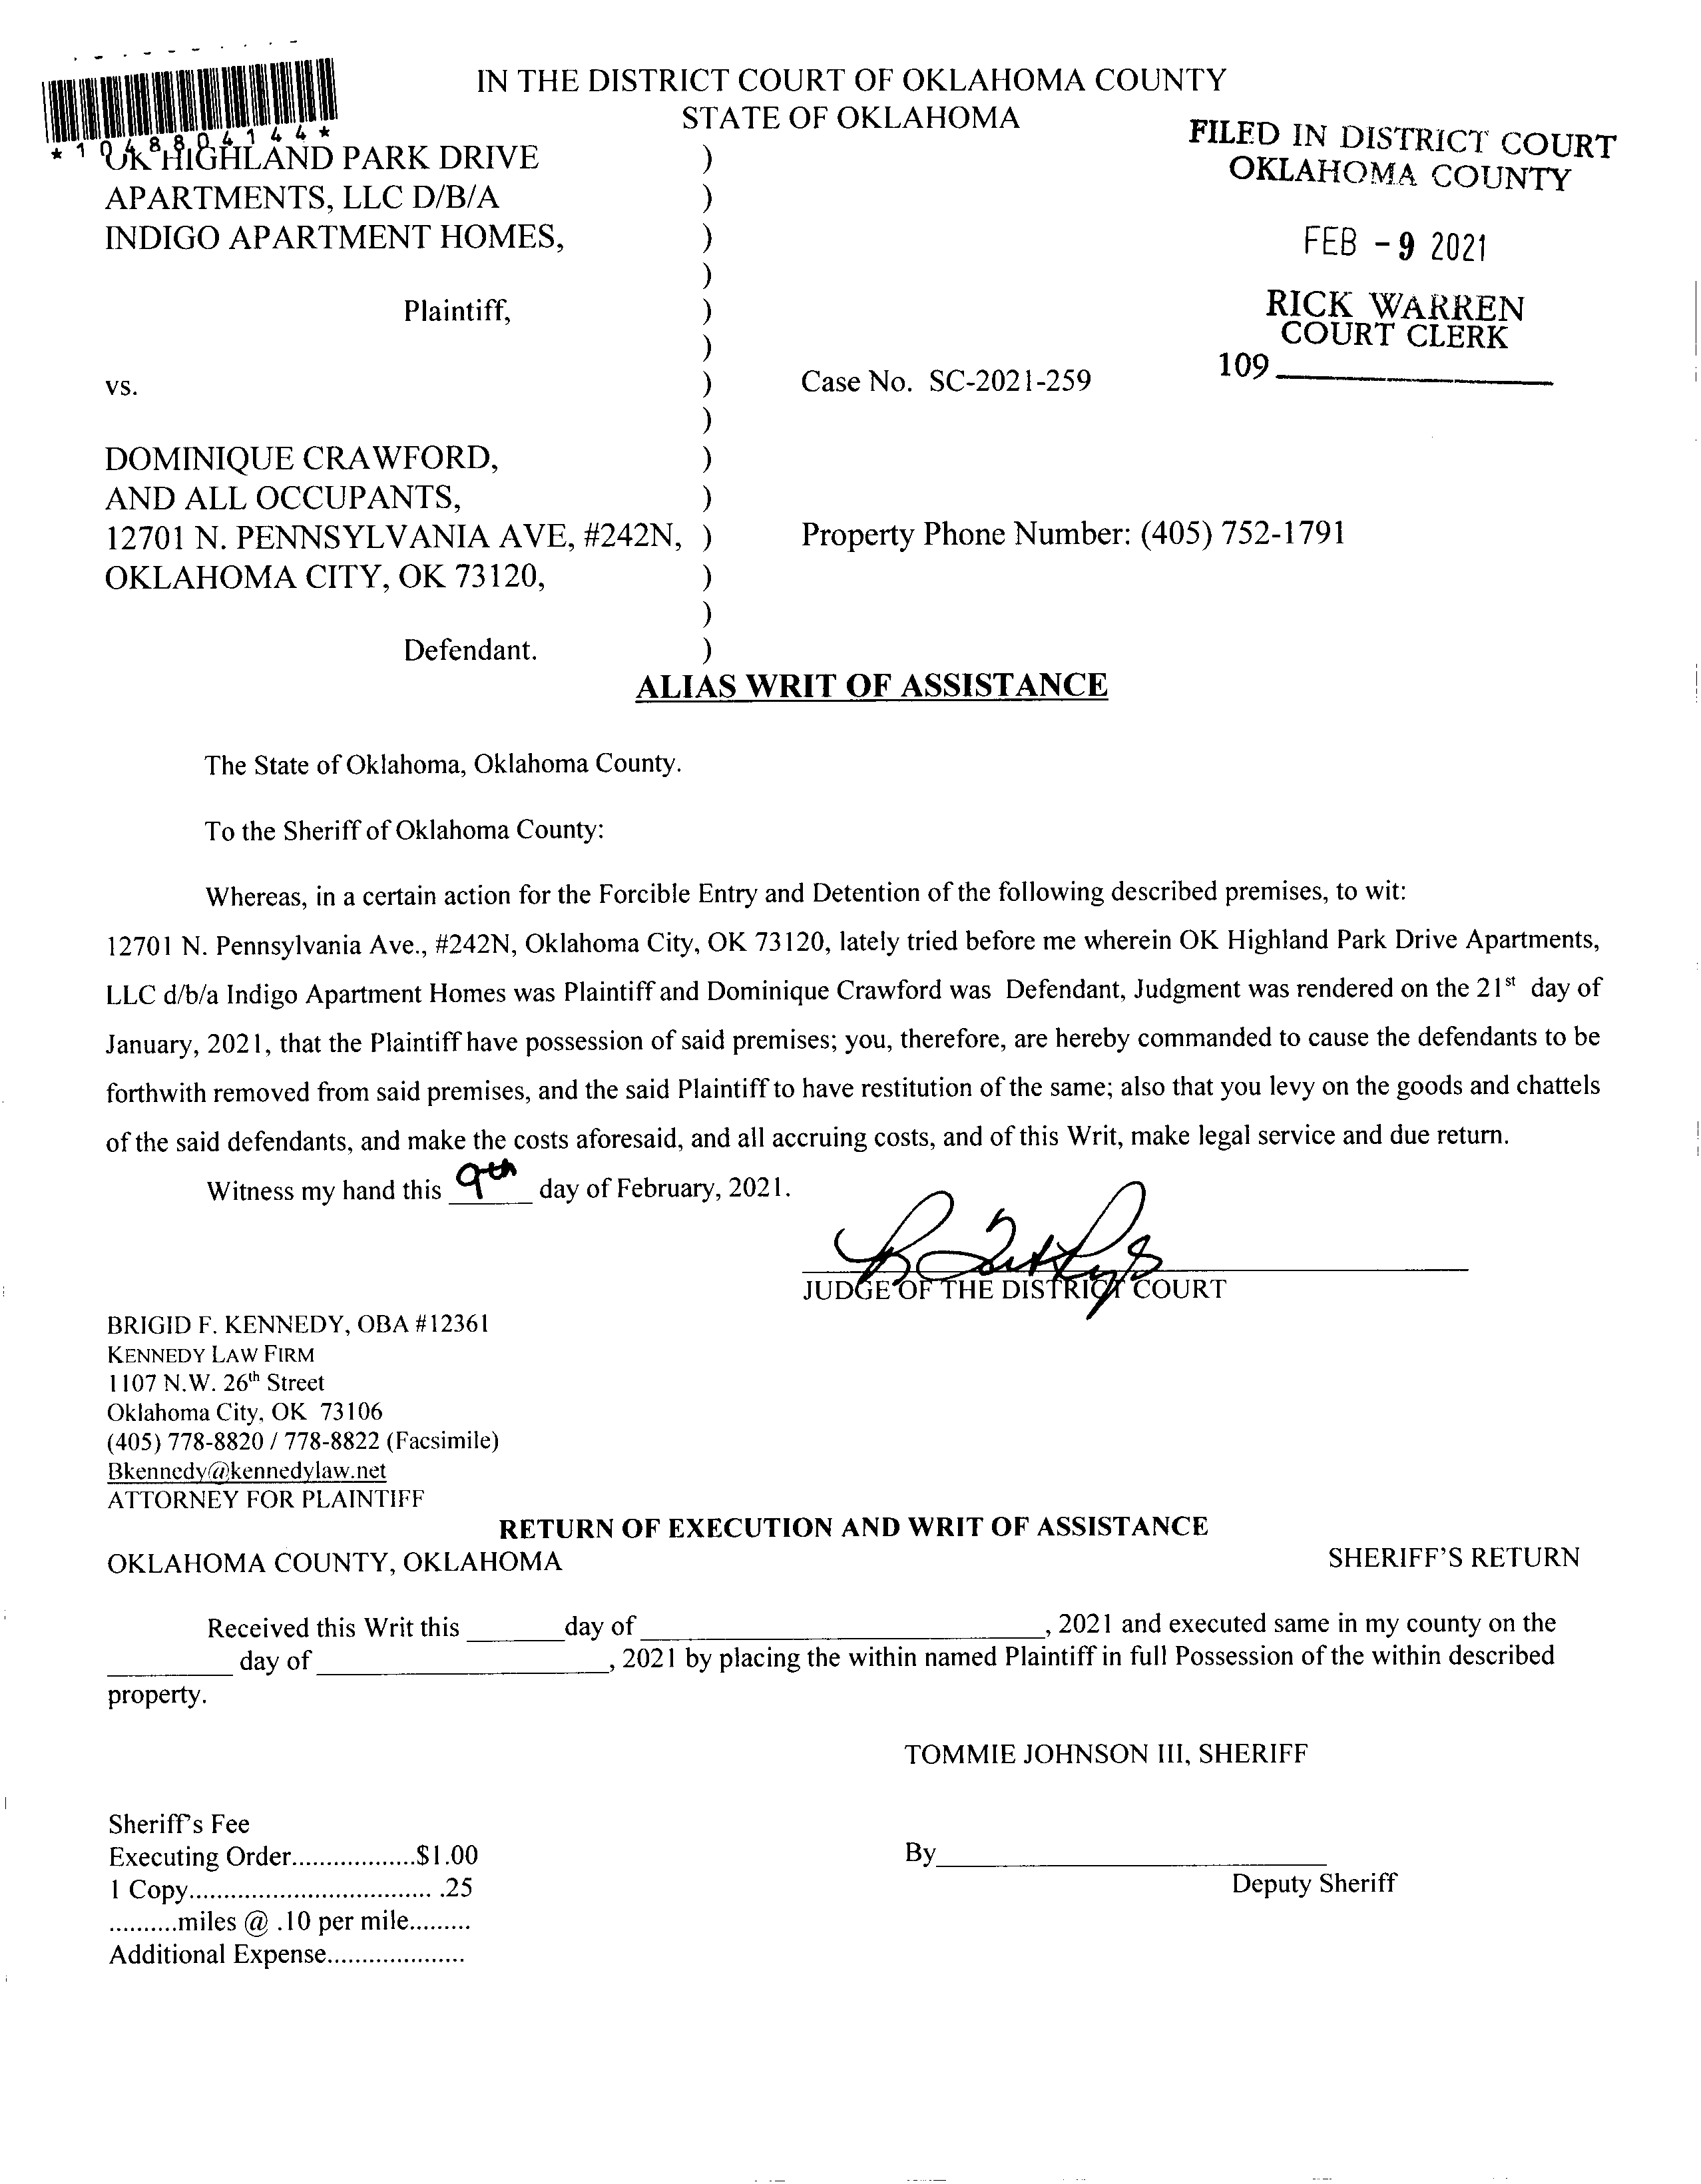 IN THE DISTRICT COURT OF OKLAHOMA COUNTY
STATE OF OKLAHOMA
*1048804144*
FILED IN DISTRICT COURT
OKLAHOMA COUNTY
FEB - 9 2021
RICK WARREN
COURT CLERK
109
OK HIGHLAND PARK DRIVE )
APARTMENTS, LLC D/B/A )
INDIGO APARTMENT HOMES, )
)
Plaintiff, )
)
vs. ) Case No. SC-2021-259
)
DOMINIQUE CRAWFORD, )
AND ALL OCCUPANTS, )
12701 N. PENNSYLVANIA AVE, #242N, ) Property Phone Number: (405) 752-1791
OKLAHOMA CITY, OK 73120, )
)
Defendant. )
ALIAS WRIT OF ASSISTANCE
The State of Oklahoma, Oklahoma County.
To the Sheriff of Oklahoma County:
Whereas, in a certain action for the Forcible Entry and Detention of the following described premises, to wit:
12701 N. Pennsylvania Ave., #242N, Oklahoma City, OK 73120, lately tried before me wherein OK Highland Park Drive Apartments,
LLC d/b/a Indigo Apartment Homes was Plaintiff and Dominique Crawford was Defendant, Judgment was rendered on the 21st day of
January, 2021, that the Plaintiff have possession of said premises; you, therefore, are hereby commanded to cause the defendants to be
forthwith removed from said premises, and the said Plaintiff to have restitution of the same; also that you levy on the goods and chattels
of the said defendants, and make the costs aforesaid, and all accruing costs, and of this Writ, make legal service and due return.
Witness my hand this 9th day of February, 2021.
JUDGE OF THE DISTRICT COURT
BRIGID F. KENNEDY, OBA #12361
KENNEDY LAW FIRM
1107 N.W. 26th Street
Oklahoma City, OK 73106
(405) 778-8820 / 778-8822 (Facsimile)
Bkennedy@kennedylaw.net
ATTORNEY FOR PLAINTIFF
RETURN OF EXECUTION AND WRIT OF ASSISTANCE
OKLAHOMA COUNTY, OKLAHOMA SHERIFF'S RETURN
Received this Writ this _______day of ______________________________, 2021 and executed same in my county on the
_________ day of _____________________, 2021 by placing the within named Plaintiff in full Possession of the within described
property.
TOMMIE JOHNSON III, SHERIFF
Sheriff's Fee
Executing Order..................$1.00
1 Copy................................... .25
..........miles @ .10 per mile.........
Additional Expense....................
By____________________________
Deputy Sheriff